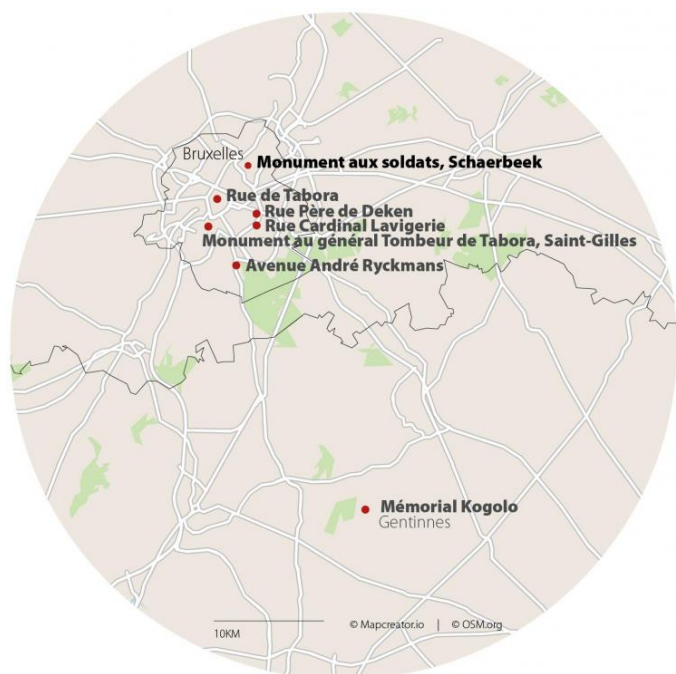 Bruxelles
Monument aux soldats, Schaerbeek
Rue de Tabora
Rue Père de Deken
Rue Cardinal Lavigerie
Monument au général Tombeur de Tabora, Saint-Gilles
Avenue André Ryckmans
Mémorial Kogolo
Gentinnes
10KM
© Mapcreator.io | © OSM.org